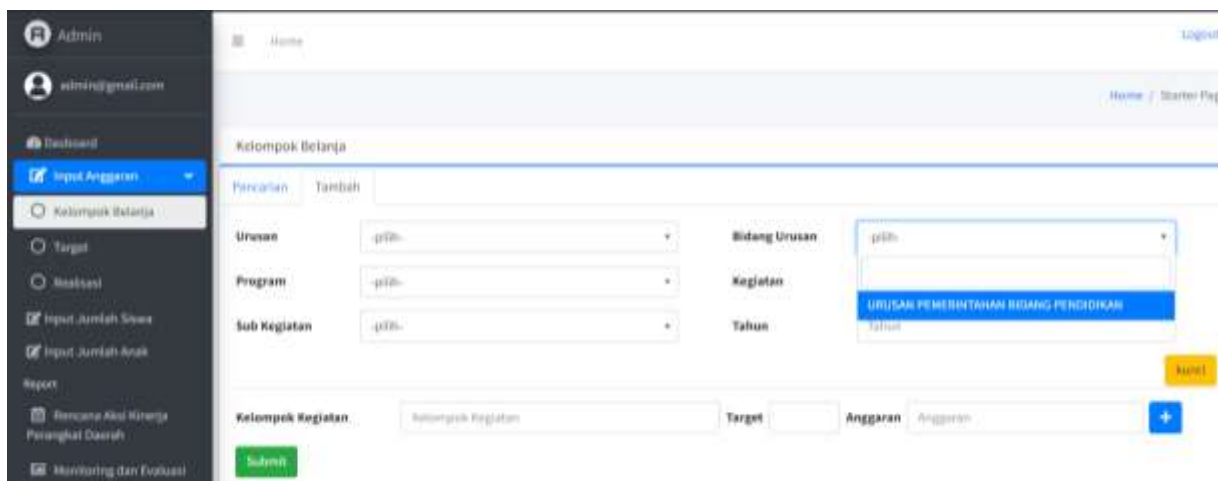 Admin
admin@gmail.com
Dashboard
Input Anggaran
Kelompok Belanja
Target
Realisasi
Input Jumlah Siswa
Input Jumlah Anak
Report
Rencana Aksi Kinerja
Perangkat Daerah
Monitoring dan Evaluasi
Home
Logout
Home / Starter Pag
Kelompok Belanja
Pencarian Tambah
Urusan -pilih- Bidang Urusan -pilih-
Program -pilih- Kegiatan
URUSAN PEMERINTAHAN BIDANG PENDIDIKAN
Sub Kegiatan -pilih- Tahun Tahun
Kelompok Kegiatan Kelompok Kegiatan Target Anggaran Anggaran +
Submit